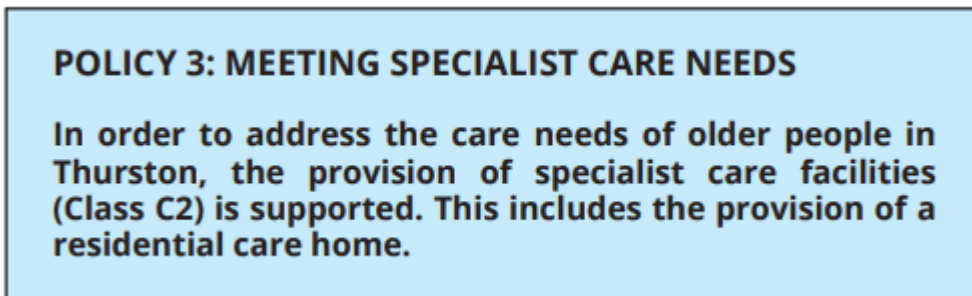 POLICY 3: MEETING SPECIALIST CARE NEEDS
In order to address the care needs of older people in
Thurston, the provision of specialist care facilities
(Class C2) is supported. This includes the provision of a
residential care home.